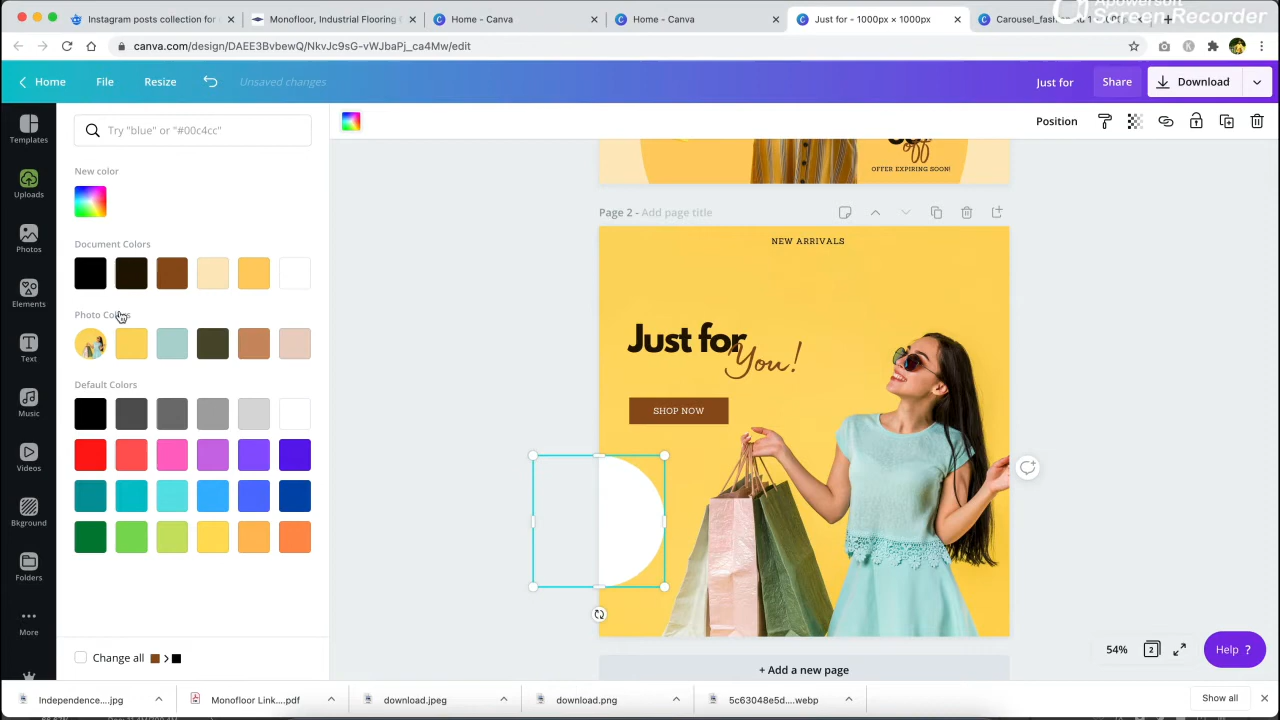 Apowersoft
Screen Recorder
Instagram posts collection for
Monofloor, Industrial Flooring
Home - Canva
Home - Canva
Just for - 1000px × 1000px
Carousel_fash
canva.com/design/DAEE3BvbewQ/NkvJc9sG-vWJbaPj_ca4Mw/edit
Home
File
Resize
Unsaved changes
Just for
Share
Download
Templates
Uploads
Photos
Elements
Text
Music
Videos
Bkground
Folders
More
Try "blue" or "#00c4cc"
New color
Document Colors
Photo Colors
Default Colors
Change all
Position
off
OFFER EXPIRING SOON!
Page 2 - Add page title
NEW ARRIVALS
Just for
You!
SHOP NOW
+ Add a new page
54%
2
Help ?
Independence....jpg
Monofloor Link....pdf
download.jpeg
download.png
5c63048e5d....webp
Show all